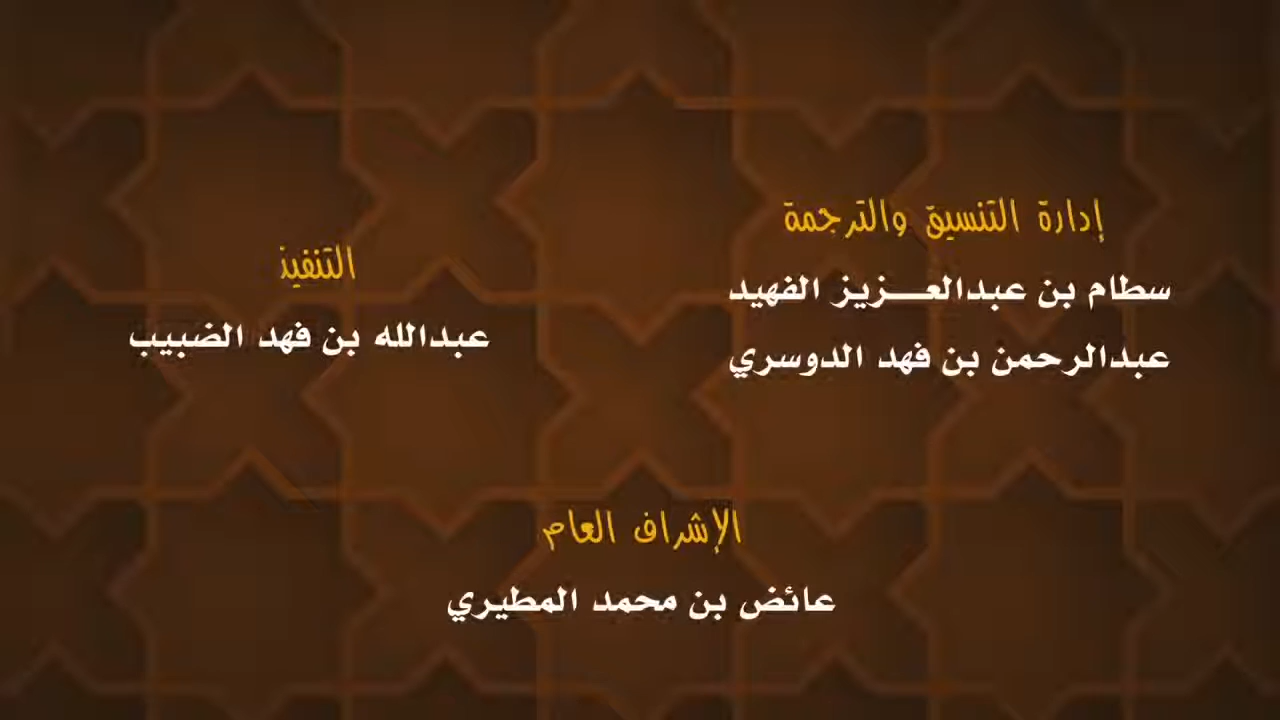 إدارة التنسيق والترجمة
سطام بن عبدالعـــزيز الفهيد
عبدالرحمن بن فهد الدوسري
التنفيذ
عبدالله بن فهد الضبيب
الإشراف العام
عائض بن محمد المطيري